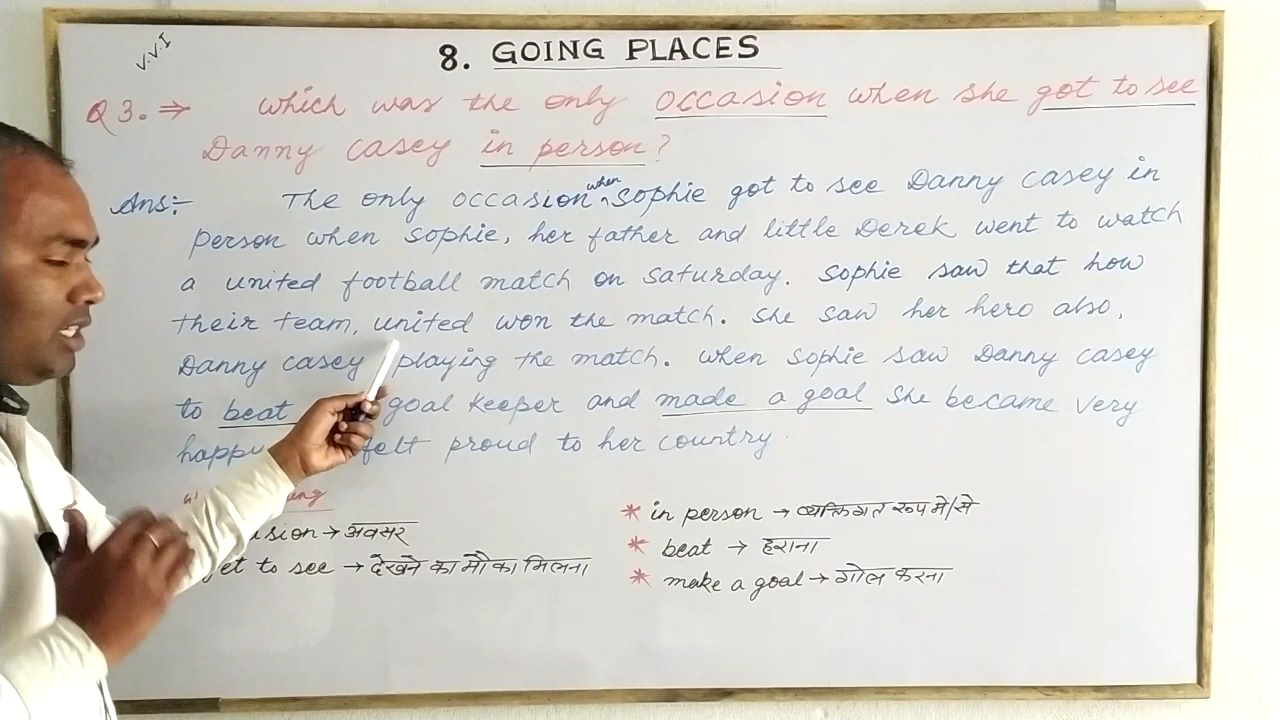 V.V.I
8. GOING PLACES
Q 3. ⇒ which was the only occasion when she got to see
Danny casey in person?
Ans:- The only occasion when Sophie got to see Danny casey in
person when Sophie, her father and little Derek went to watch
a united football match on saturday. Sophie saw that how
their team, united won the match. She saw her hero also,
Danny casey playing the match. when Sophie saw Danny casey
to beat goal keeper and made a goal she became very
happy felt proud to her country.
* in person → व्यक्तिगत रूप में/से
→ अवसर
* beat → हराना
get to see → देखने का मौका मिलना
* make a goal → गोल करना